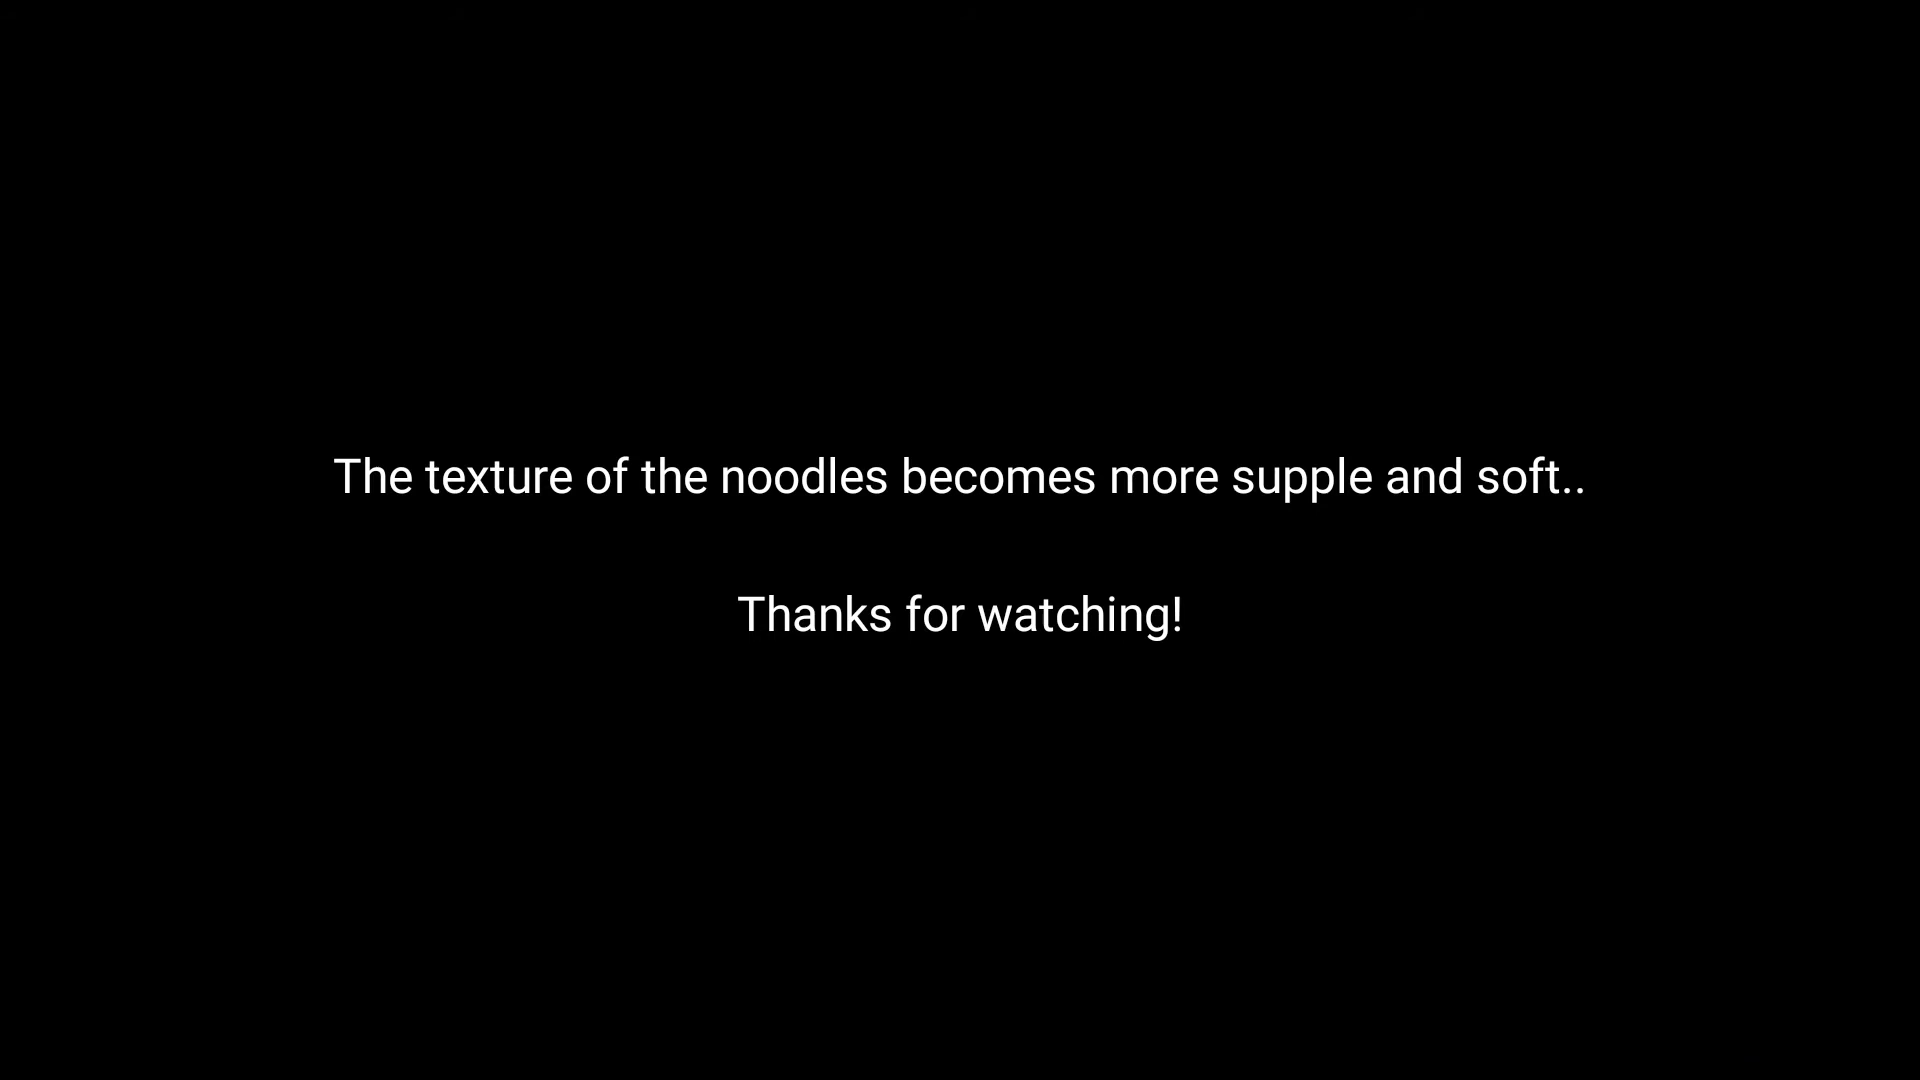 The texture of the noodles becomes more supple and soft..
Thanks for watching!